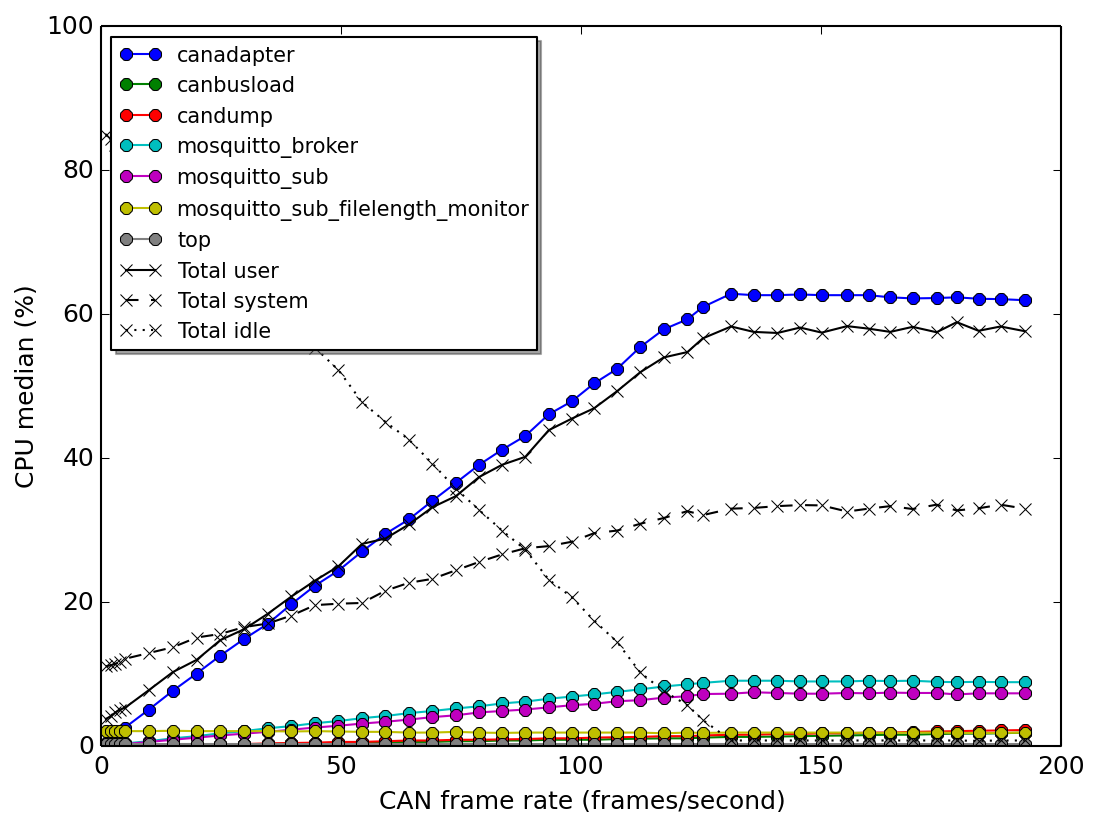 100
80
60
40
20
0
CPU median (%)
canadapter
canbusload
candump
mosquitto_broker
mosquitto_sub
mosquitto_sub_filelength_monitor
top
Total user
Total system
Total idle
0 50 100 150 200
CAN frame rate (frames/second)